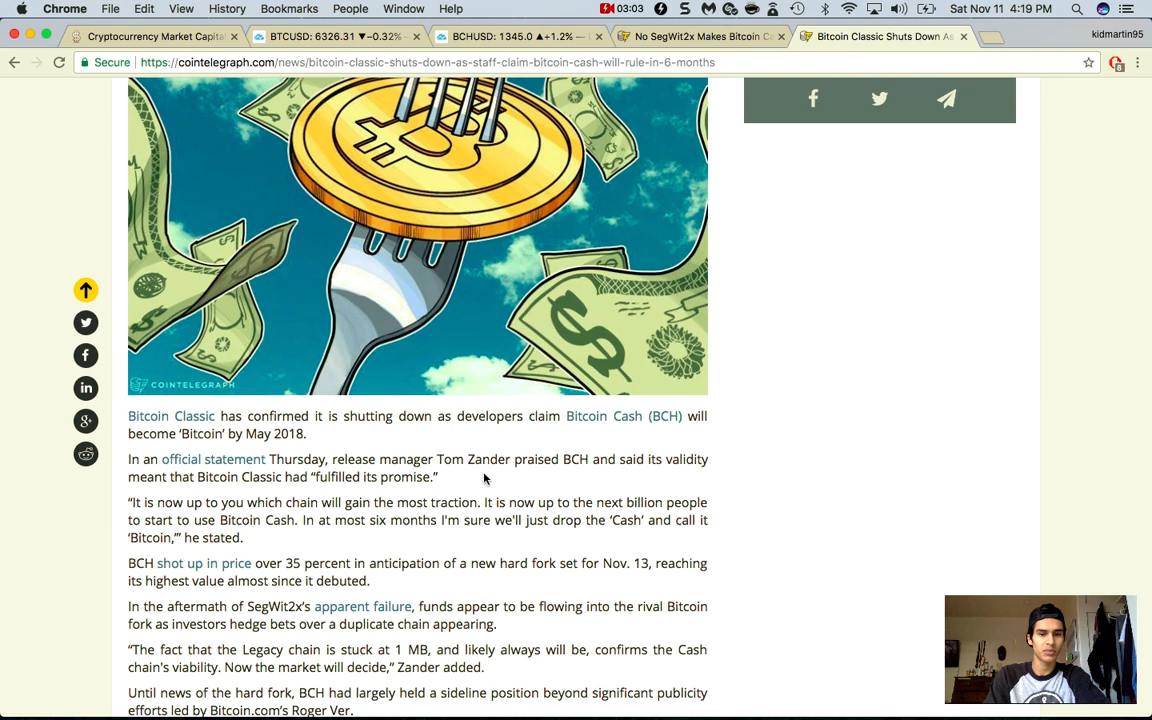 Chrome File Edit View History Bookmarks People Window Help 03:03 Sat Nov 11 4:19 PM
Cryptocurrency Market Capital BTCUSD: 6326.31 ▼−0.32% BCHUSD: 1345.0 ▲+1.2% — No SegWit2x Makes Bitcoin Ca Bitcoin Classic Shuts Down As kidmartin95
Secure https://cointelegraph.com/news/bitcoin-classic-shuts-down-as-staff-claim-bitcoin-cash-will-rule-in-6-months
COINTELEGRAPH
Bitcoin Classic has confirmed it is shutting down as developers claim Bitcoin Cash (BCH) will
become ‘Bitcoin’ by May 2018.
In an official statement Thursday, release manager Tom Zander praised BCH and said its validity
meant that Bitcoin Classic had “fulfilled its promise.”
“It is now up to you which chain will gain the most traction. It is now up to the next billion people
to start to use Bitcoin Cash. In at most six months I'm sure we'll just drop the ‘Cash’ and call it
‘Bitcoin,’” he stated.
BCH shot up in price over 35 percent in anticipation of a new hard fork set for Nov. 13, reaching
its highest value almost since it debuted.
In the aftermath of SegWit2x’s apparent failure, funds appear to be flowing into the rival Bitcoin
fork as investors hedge bets over a duplicate chain appearing.
“The fact that the Legacy chain is stuck at 1 MB, and likely always will be, confirms the Cash
chain's viability. Now the market will decide,” Zander added.
Until news of the hard fork, BCH had largely held a sideline position beyond significant publicity
efforts led by Bitcoin.com’s Roger Ver.